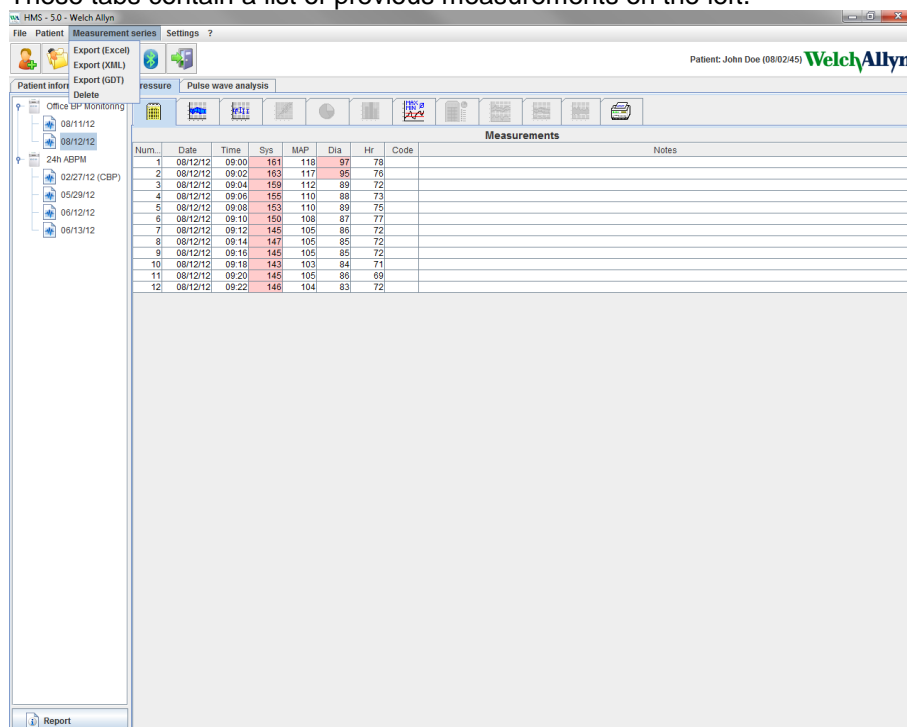 These tabs contain a list of previous measurements on the left.
HMS - 5.0 - Welch Allyn
File Patient Measurement series Settings ?
Export (Excel)
Export (XML)
Export (GDT)
Delete
Patient: John Doe (08/02/45) WelchAllyn
Patient infor ressure Pulse wave analysis
Office BP Monitoring
08/11/12
08/12/12
24h ABPM
02/27/12 (CBP)
05/29/12
06/12/12
06/13/12
MAX MIN Ø
Measurements
Num... Date Time Sys MAP Dia Hr Code Notes
1 08/12/12 09:00 161 118 97 78
2 08/12/12 09:02 163 117 95 76
3 08/12/12 09:04 159 112 89 72
4 08/12/12 09:06 155 110 88 73
5 08/12/12 09:08 153 110 89 75
6 08/12/12 09:10 150 108 87 77
7 08/12/12 09:12 145 105 86 72
8 08/12/12 09:14 147 105 85 72
9 08/12/12 09:16 145 105 85 72
10 08/12/12 09:18 143 103 84 71
11 08/12/12 09:20 145 105 86 69
12 08/12/12 09:22 146 104 83 72
Report